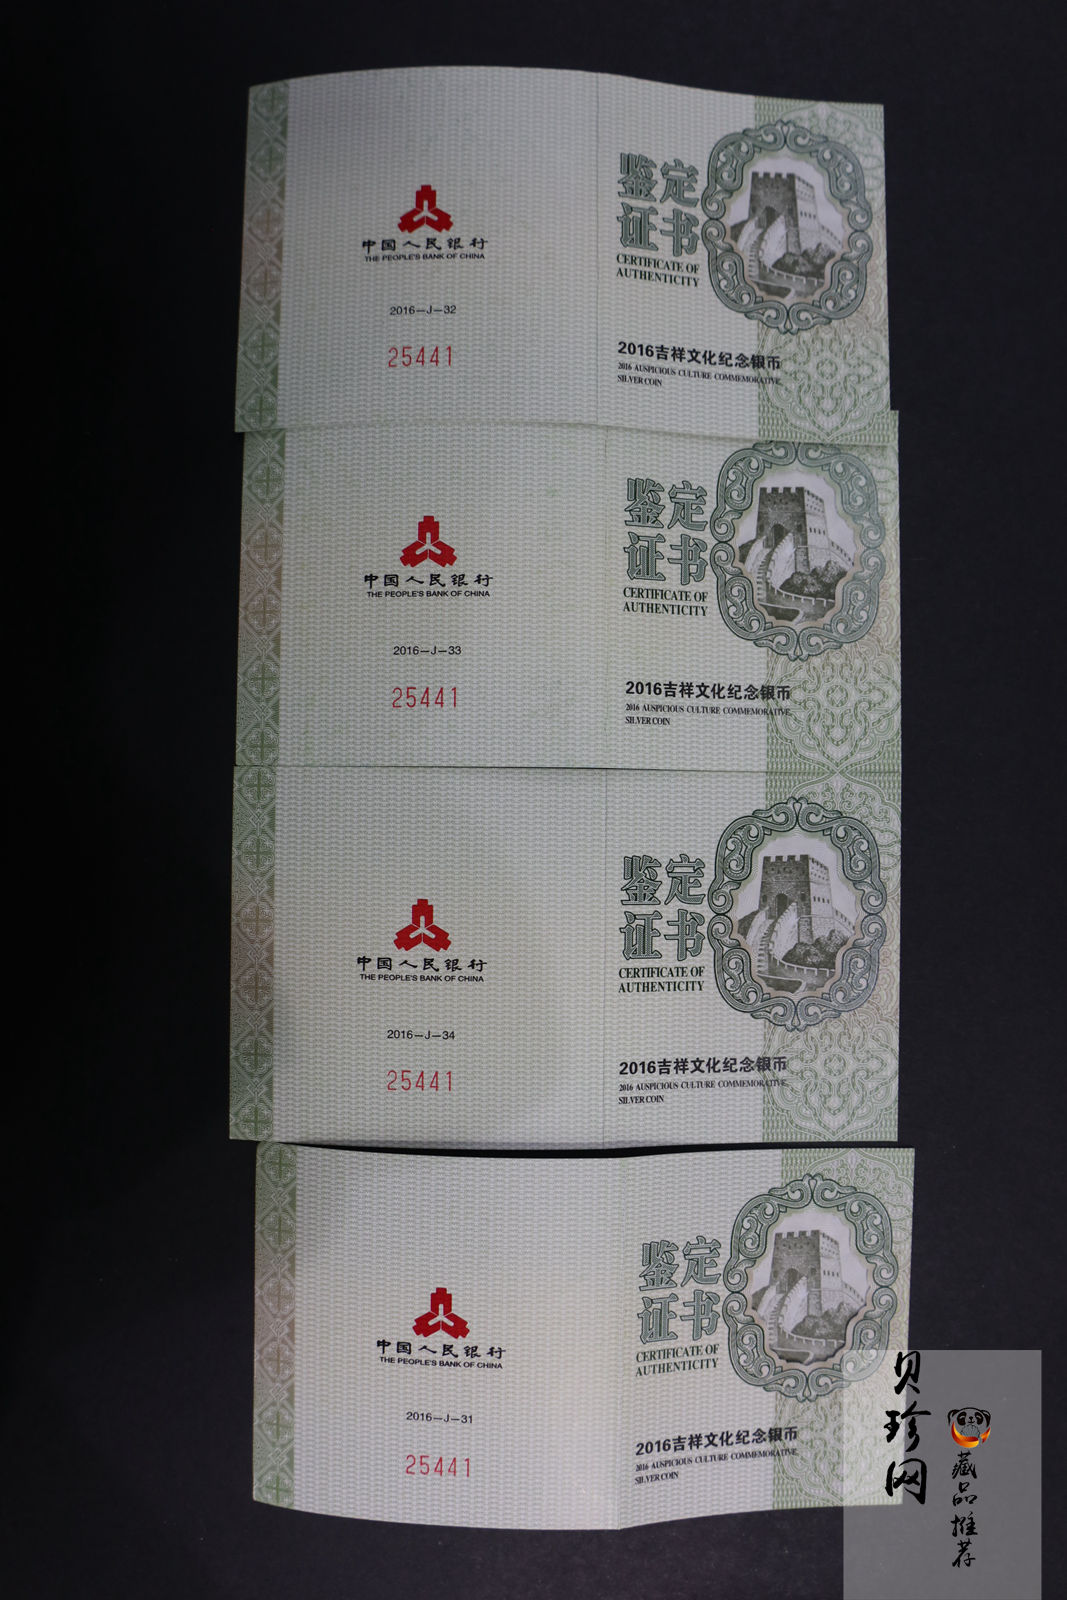 中国人民银行
THE PEOPLE'S BANK OF CHINA
2016-J-32
25441
鉴定
证书
CERTIFICATE OF
AUTHENTICITY
2016吉祥文化纪念银币
2016 AUSPICIOUS CULTURE COMMEMORATIVE
SILVER COIN
中国人民银行
THE PEOPLE'S BANK OF CHINA
2016-J-33
25441
鉴定
证书
CERTIFICATE OF
AUTHENTICITY
2016吉祥文化纪念银币
2016 AUSPICIOUS CULTURE COMMEMORATIVE
SILVER COIN
中国人民银行
THE PEOPLE'S BANK OF CHINA
2016-J-34
25441
鉴定
证书
CERTIFICATE OF
AUTHENTICITY
2016吉祥文化纪念银币
2016 AUSPICIOUS CULTURE COMMEMORATIVE
SILVER COIN
中国人民银行
THE PEOPLE'S BANK OF CHINA
2016-J-31
25441
鉴定
证书
CERTIFICATE OF
AUTHENTICITY
2016吉祥文化纪念银币
2016 AUSPICIOUS CULTURE COMMEMORATIVE
SILVER COIN
贝珍网
藏品推荐